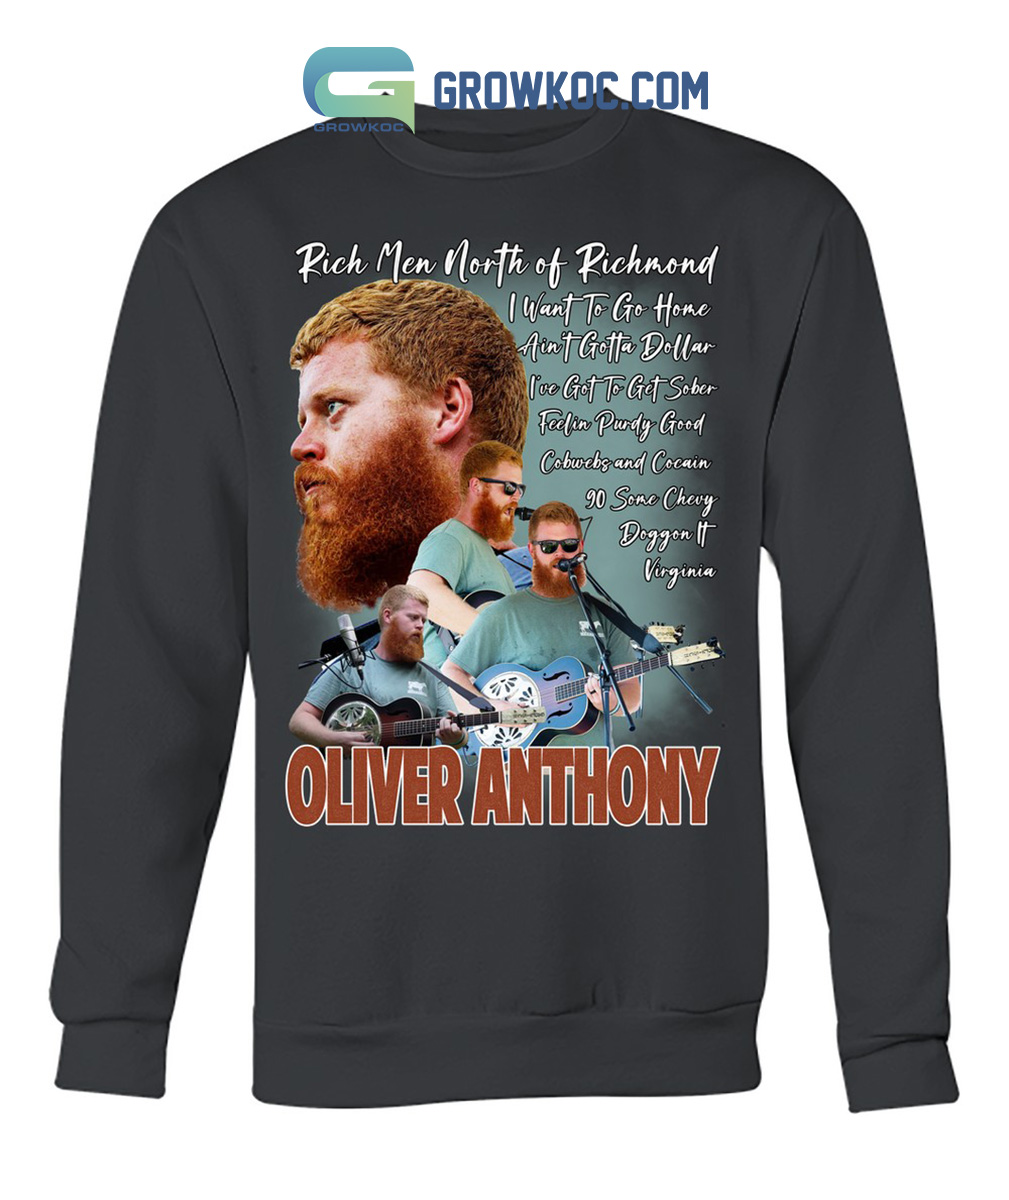 GROWKOC.COM
GROWKOC
Rich Men North of Richmond
I Want To Go Home
Ain't Gotta Dollar
I've Got To Get Sober
Feelin Purdy Good
Cobwebs and Cocain
90 Some Chevy
Doggon It
Virginia
OLIVER ANTHONY